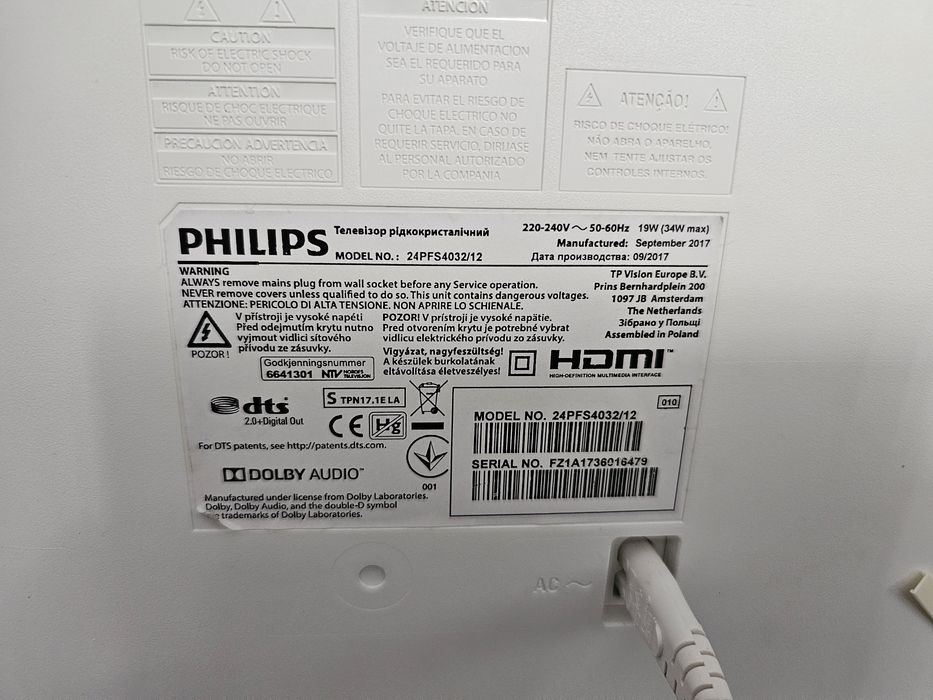 CAUTION
RISK OF ELECTRIC SHOCK
DO NOT OPEN
ATTENTION
RISQUE DE CHOC ELECTRIQUE
NE PAS OUVRIR
PRECAUCION ADVERTENCIA
NO ABRIR
RIESGO DE CHOQUE ELECTRICO
ATENCION
VERIFIQUE QUE EL
VOLTAJE DE ALIMENTACION
SEA EL REQUERIDO PARA
SU APARATO
PARA EVITAR EL RIESGO DE
CHOQUE ELECTRICO NO
QUITE LA TAPA. EN CASO DE
REQUERIR SERVICIO, DIRIJASE
AL PERSONAL AUTORIZADO
POR LA COMPANIA
ATENÇÃO!
RISCO DE CHOQUE ELÉTRICO!
NÃO ABRA O APARELHO,
NEM TENTE AJUSTAR OS
CONTROLES INTERNOS.
PHILIPS
Телевізор рідкокристалічний
MODEL NO.: 24PFS4032/12
220-240V ~ 50-60Hz 19W (34W max)
Manufactured: September 2017
Дата производства: 09/2017
WARNING
ALWAYS remove mains plug from wall socket before any Service operation.
NEVER remove covers unless qualified to do so. This unit contains dangerous voltages.
ATTENZIONE: PERICOLO DI ALTA TENSIONE. NON APRIRE LO SCHIENALE.
TP Vision Europe B.V.
Prins Bernhardplein 200
1097 JB Amsterdam
The Netherlands
Зібрано у Польщі
Assembled in Poland
POZOR!
V přístroji je vysoké napětí
Před odejmutím krytu nutno
vyjmout vidlici síťového
přívodu ze zásuvky.
POZOR! V prístroji je vysoké napätie.
Pred otvorením krytu je potrebné vybrat
vidlicu elektrického prívodu zo zásuvky.
Vigyázat, nagyfeszültség!
A készülek burkolatának
eltávolítása életveszélyes!
HDMI™
HIGH-DEFINITION MULTIMEDIA INTERFACE
Godkjenningsnummer
6641301 NTV NORGES TELEVISJON
dts
2.0+Digital Out
S TPN17.1E LA
CE
Hg
For DTS patents, see http://patents.dts.com.
001
DOLBY AUDIO™
Manufactured under license from Dolby Laboratories.
Dolby, Dolby Audio, and the double-D symbol
trademarks of Dolby Laboratories.
010
MODEL NO. 24PFS4032/12
SERIAL NO. FZ1A1736016479
AC ~